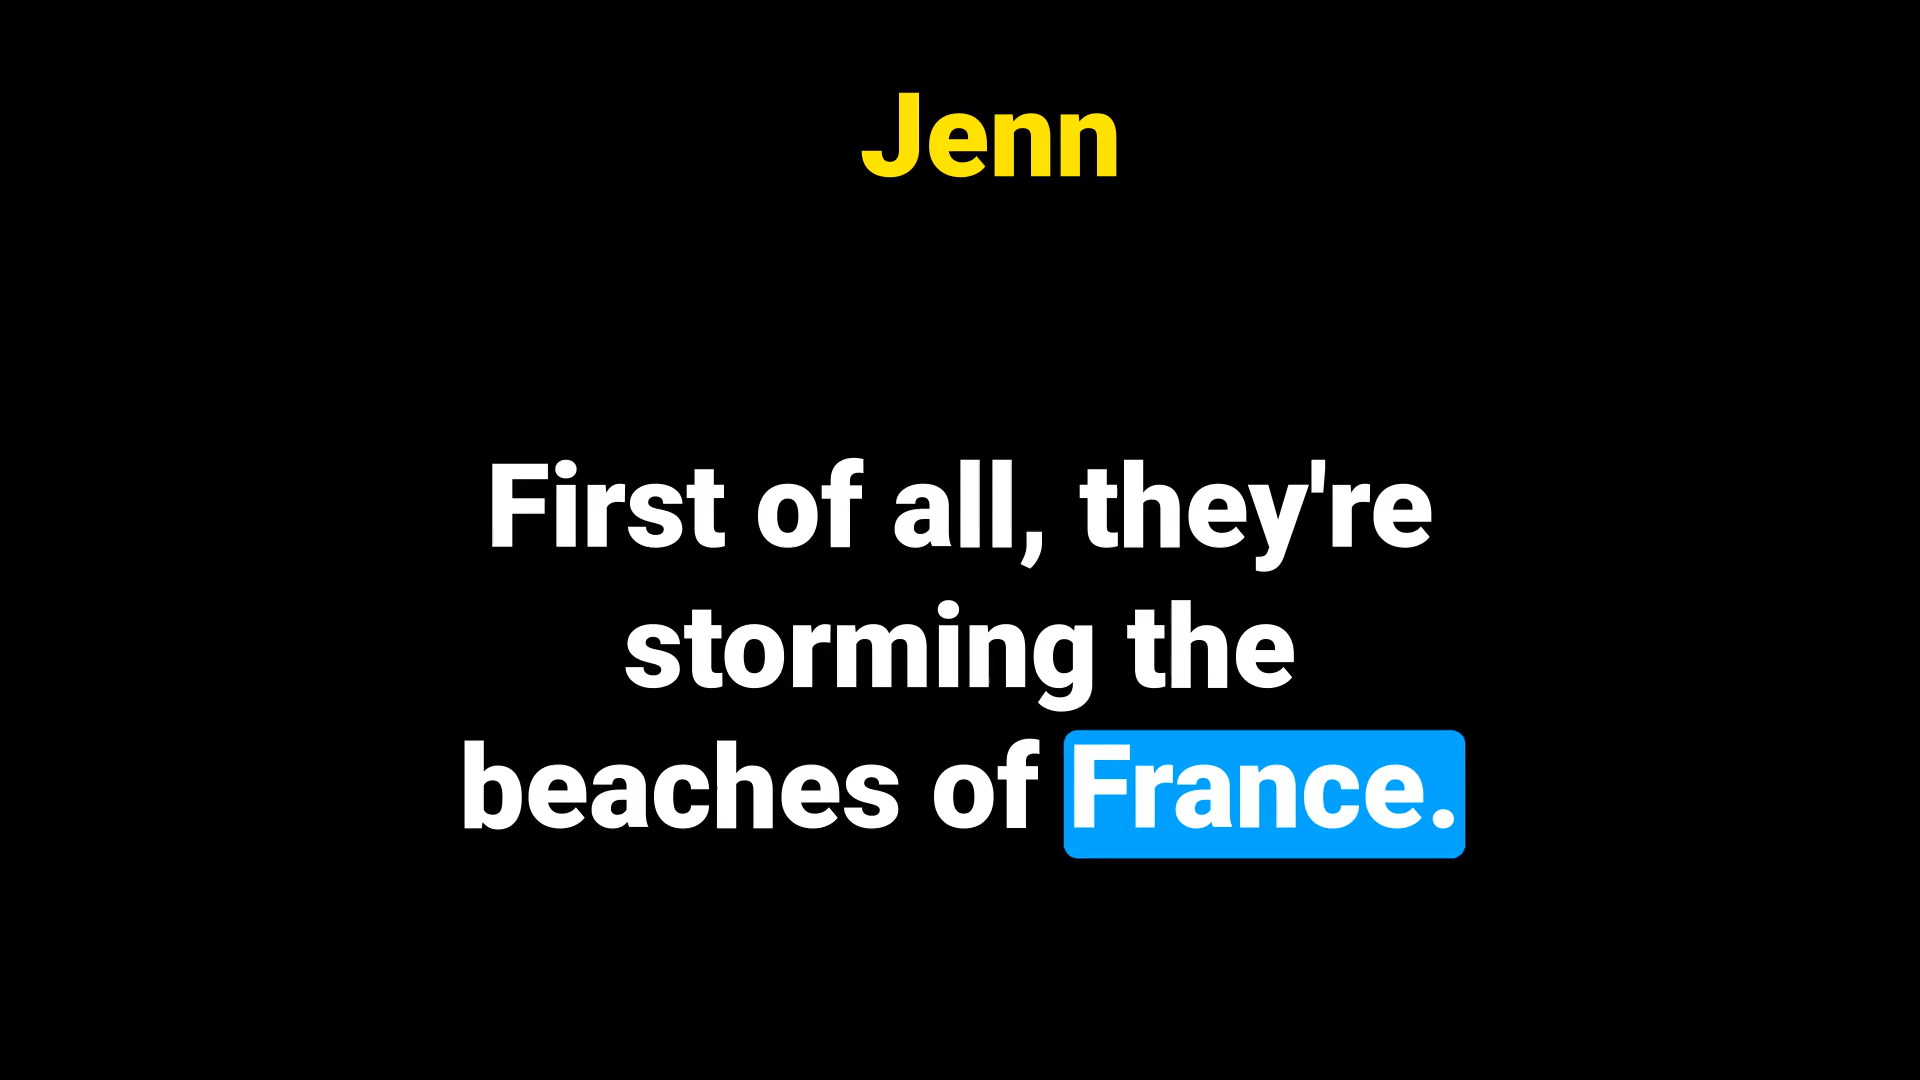 Jenn
First of all, they're
storming the
beaches of France.